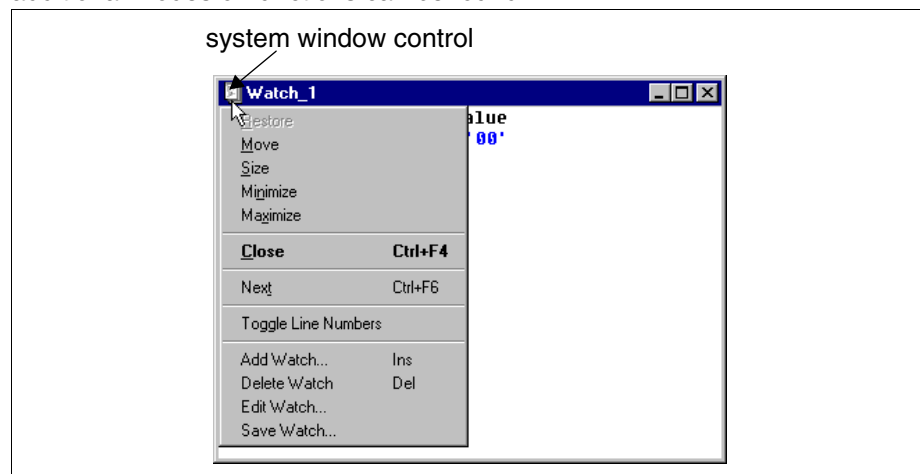 system window control
Watch_1
Restore
alue
Move
'00'
Size
Minimize
Maximize
Close Ctrl+F4
Next Ctrl+F6
Toggle Line Numbers
Add Watch... Ins
Delete Watch Del
Edit Watch...
Save Watch...